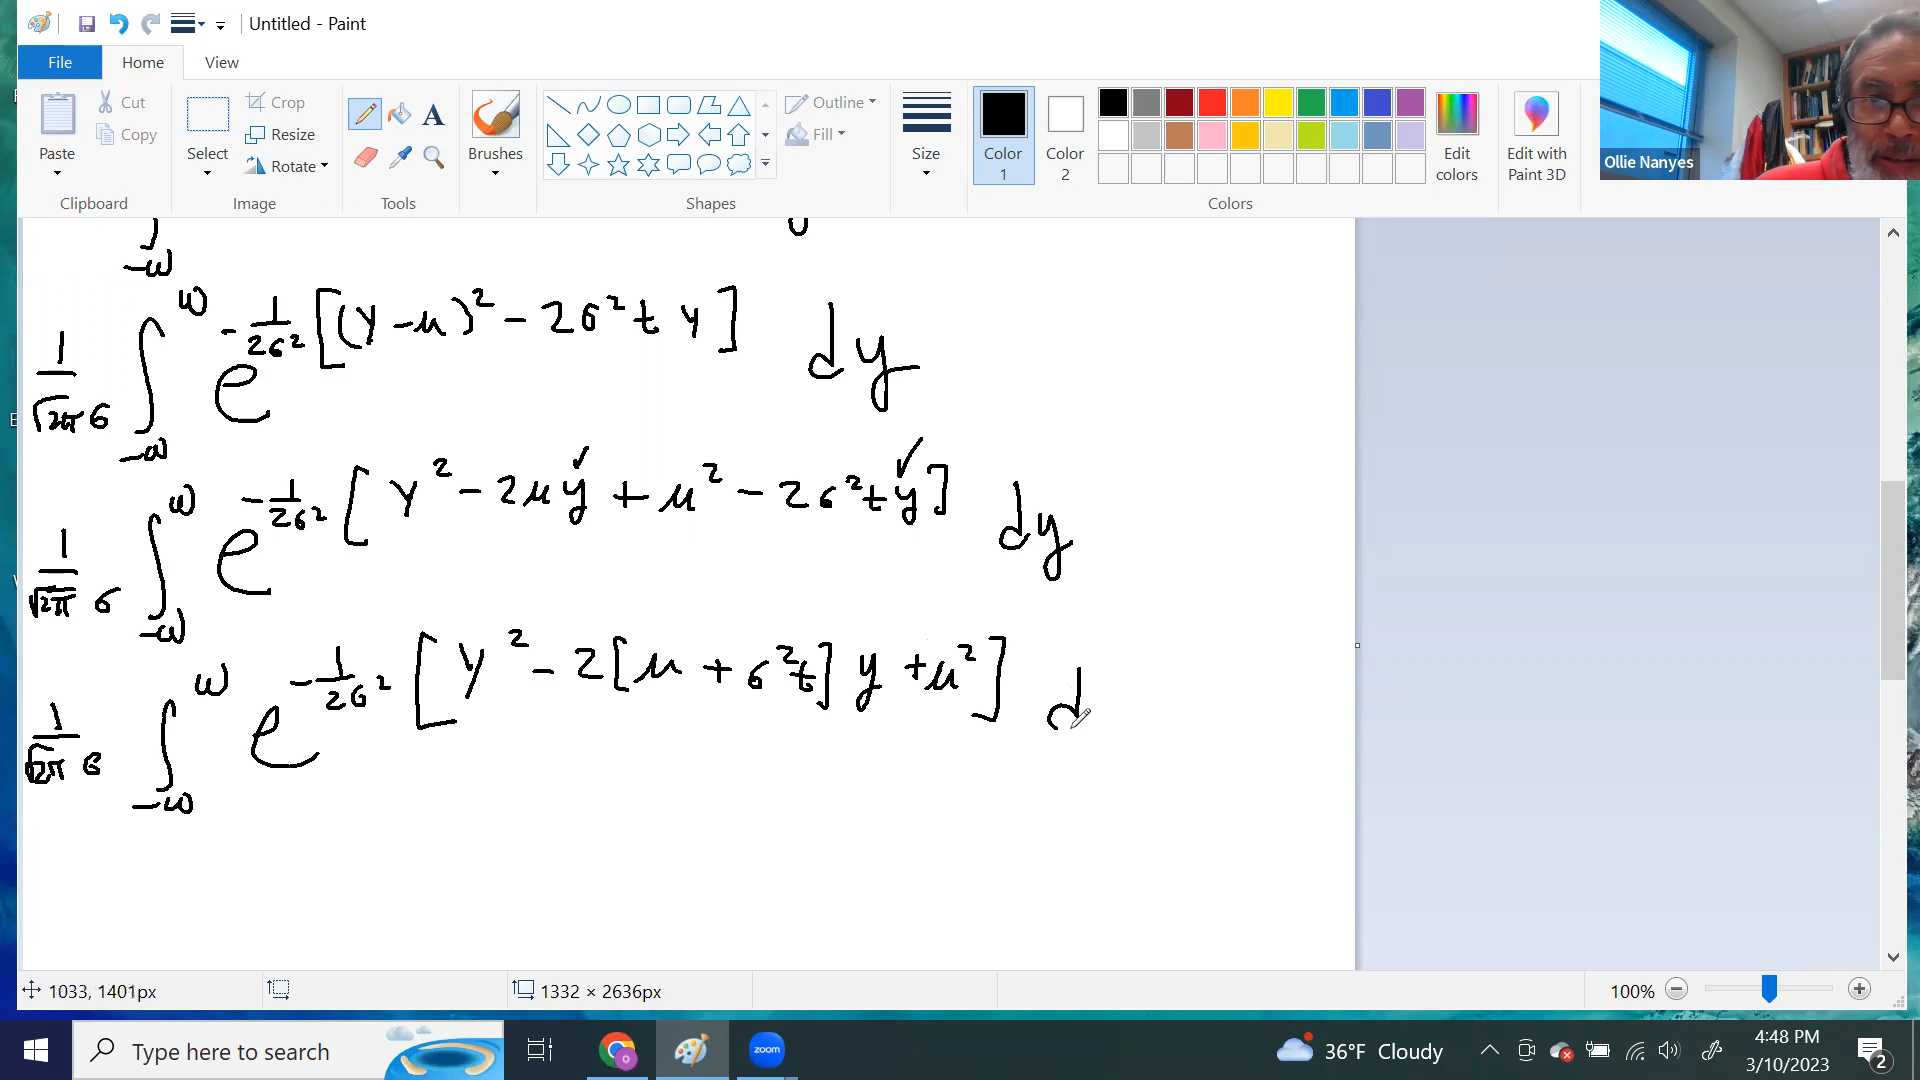 Untitled - Paint
File Home View
Paste
Cut
Copy
Clipboard
Select
Crop
Resize
Rotate
Image
Tools
Brushes
Shapes
Outline
Fill
Size
Color 1
Color 2
Colors
Edit colors
Edit with Paint 3D
Ollie Nanyes
-∞
1/(√2π σ) ∫_{-∞}^{∞} e^{-1/2σ² [(y-μ)² - 2σ²ty]} dy
1/(√2π σ) ∫_{-∞}^{∞} e^{-1/2σ² [y² - 2μy + μ² - 2σ²ty]} dy
1/(√2π σ) ∫_{-∞}^{∞} e^{-1/2σ² [y² - 2[μ + σ²t]y + μ²]} d
1033, 1401px
1332 × 2636px
100%
Type here to search
zoom
36°F Cloudy
4:48 PM
3/10/2023
2